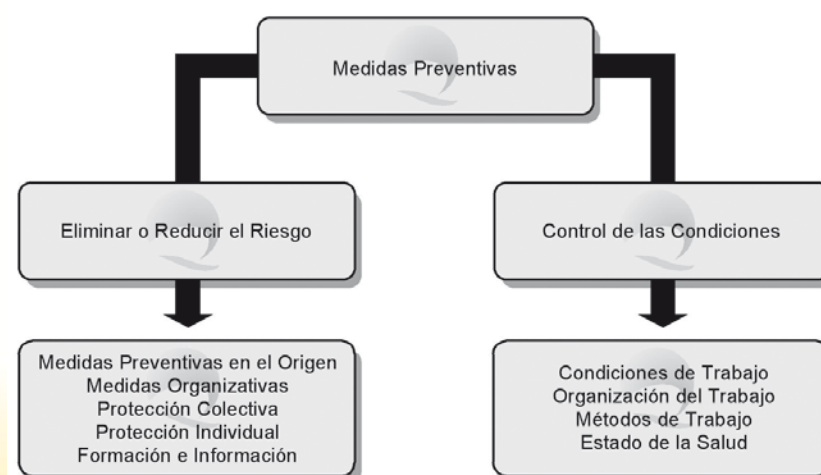 Medidas Preventivas
Eliminar o Reducir el Riesgo
Control de las Condiciones
Medidas Preventivas en el Origen
Medidas Organizativas
Protección Colectiva
Protección Individual
Formación e Información
Condiciones de Trabajo
Organización del Trabajo
Métodos de Trabajo
Estado de la Salud